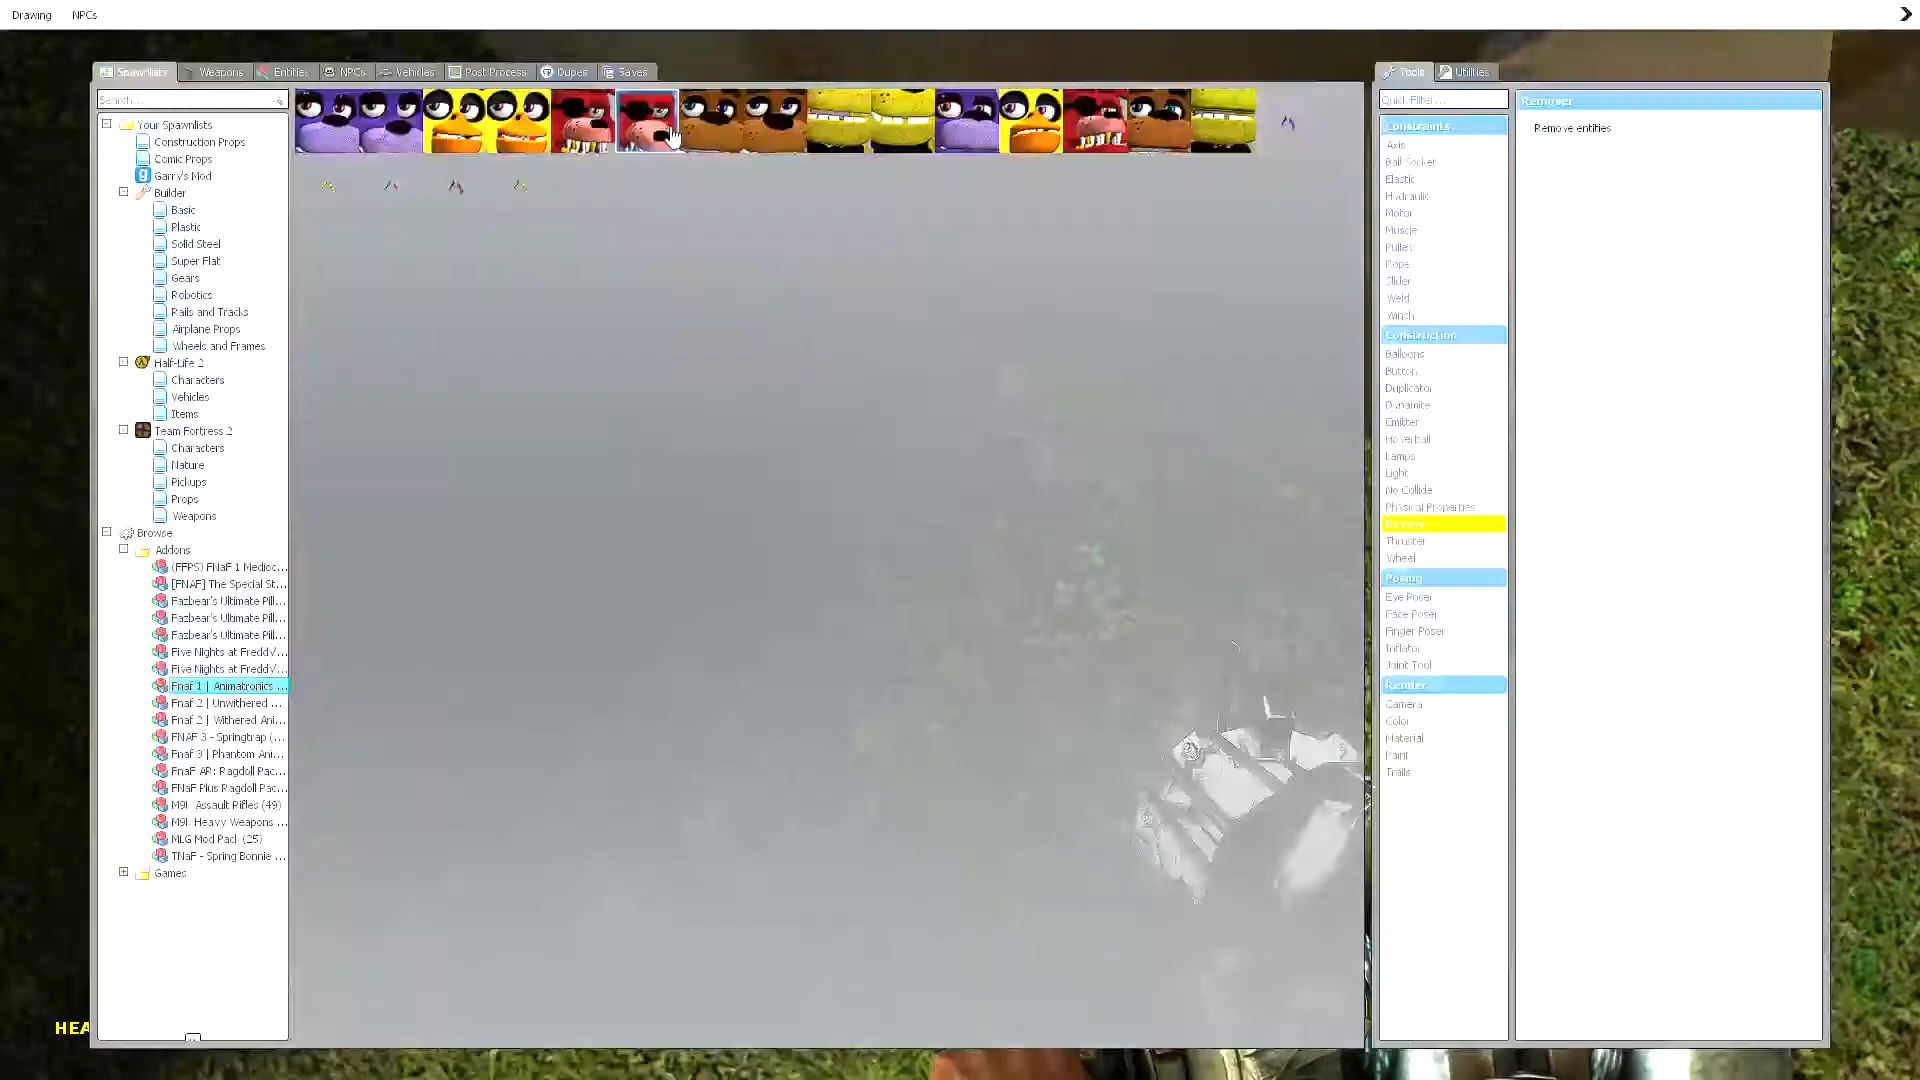 Drawing NPCs
Spawnlists Weapons Entities NPCs Vehicles Post Process Dupes Saves
Search...
Your Spawnlists
Construction Props
Comic Props
Garry's Mod
Builder
Basic
Plastic
Solid Steel
Super Flat
Gears
Robotics
Rails and Tracks
Airplane Props
Wheels and Frames
Half-Life 2
Characters
Vehicles
Items
Team Fortress 2
Characters
Nature
Pickups
Props
Weapons
Browse
Addons
(FFPS) FNaF 1 Medioc...
[FNAF] The Special St...
Fazbear's Ultimate Pill...
Fazbear's Ultimate Pill...
Fazbear's Ultimate Pill...
Five Nights at Freddy'...
Five Nights at Freddy'...
Fnaf 1 | Animatronics ...
Fnaf 2 | Unwithered ...
Fnaf 2 | Withered Ani...
FNAF 3 - Springtrap (...
Fnaf 3 | Phantom Ani...
FnaF AR: Ragdoll Pac...
FNaF Plus Ragdoll Pac...
M9K Assault Rifles (49)
M9K Heavy Weapons ...
MLG Mod Pack (25)
TNaF - Spring Bonnie ...
Games
HEA
Tools Utilities
Quick Filter...
Constraints
Axis
Ball Socket
Elastic
Hydraulic
Motor
Muscle
Pulley
Rope
Slider
Weld
Winch
Construction
Balloons
Button
Duplicator
Dynamite
Emitter
Hoverball
Lamps
Light
No Collide
Physical Properties
Remover
Thruster
Wheel
Posing
Eye Poser
Face Poser
Finger Poser
Inflator
Joint Tool
Render
Camera
Color
Material
Paint
Trails
Remover
Remove entities